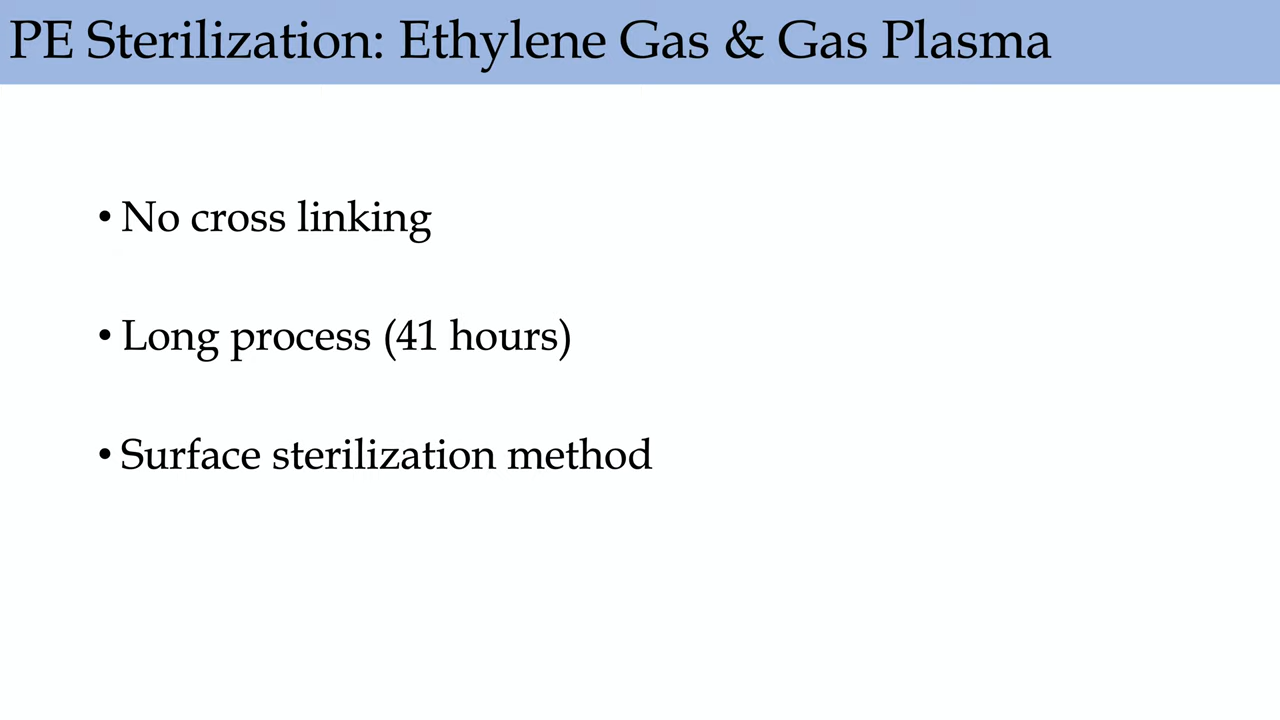 PE Sterilization: Ethylene Gas & Gas Plasma
• No cross linking
• Long process (41 hours)
• Surface sterilization method